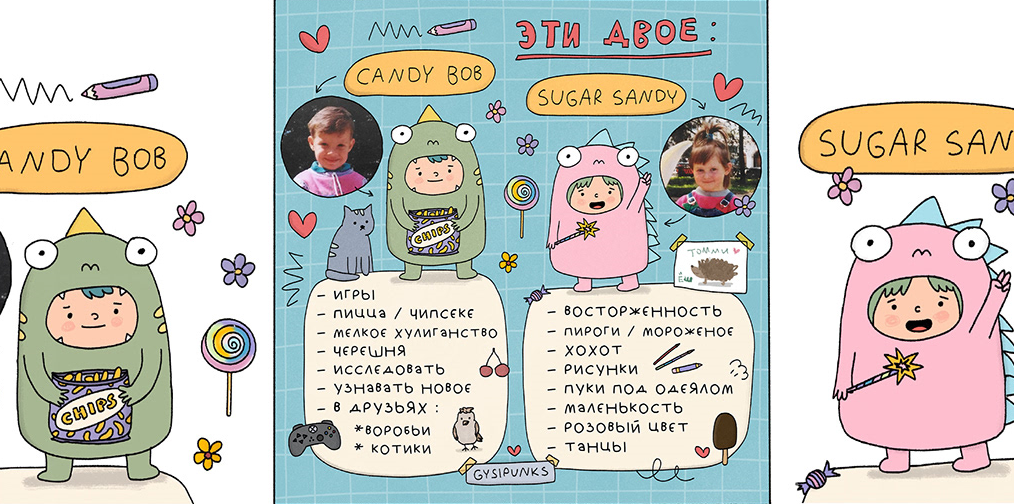 ЭТИ ДВОЕ:
CANDY BOB
SUGAR SANDY
CHIPS
ТОММИ
Ёш
- ИГРЫ
- ПИЦЦА / ЧИПСЕКЕ
- МЕЛКОЕ ХУЛИГАНСТВО
- ЧЕРЕШНЯ
- ИССЛЕДОВАТЬ
- УЗНАВАТЬ НОВОЕ
- В ДРУЗЬЯХ :
*ВОРОБЬИ
* КОТИКИ
- ВОСТОРЖЕННОСТЬ
- ПИРОГИ / МОРОЖЕНОЕ
- ХОХОТ
- РИСУНКИ
- ПУКИ ПОД ОДЕЯЛОМ
- МАЛЕНЬКОСТЬ
- РОЗОВЫЙ ЦВЕТ
- ТАНЦЫ
GYSIPUNKS
ANDY BOB
CHIPS
SUGAR SAN